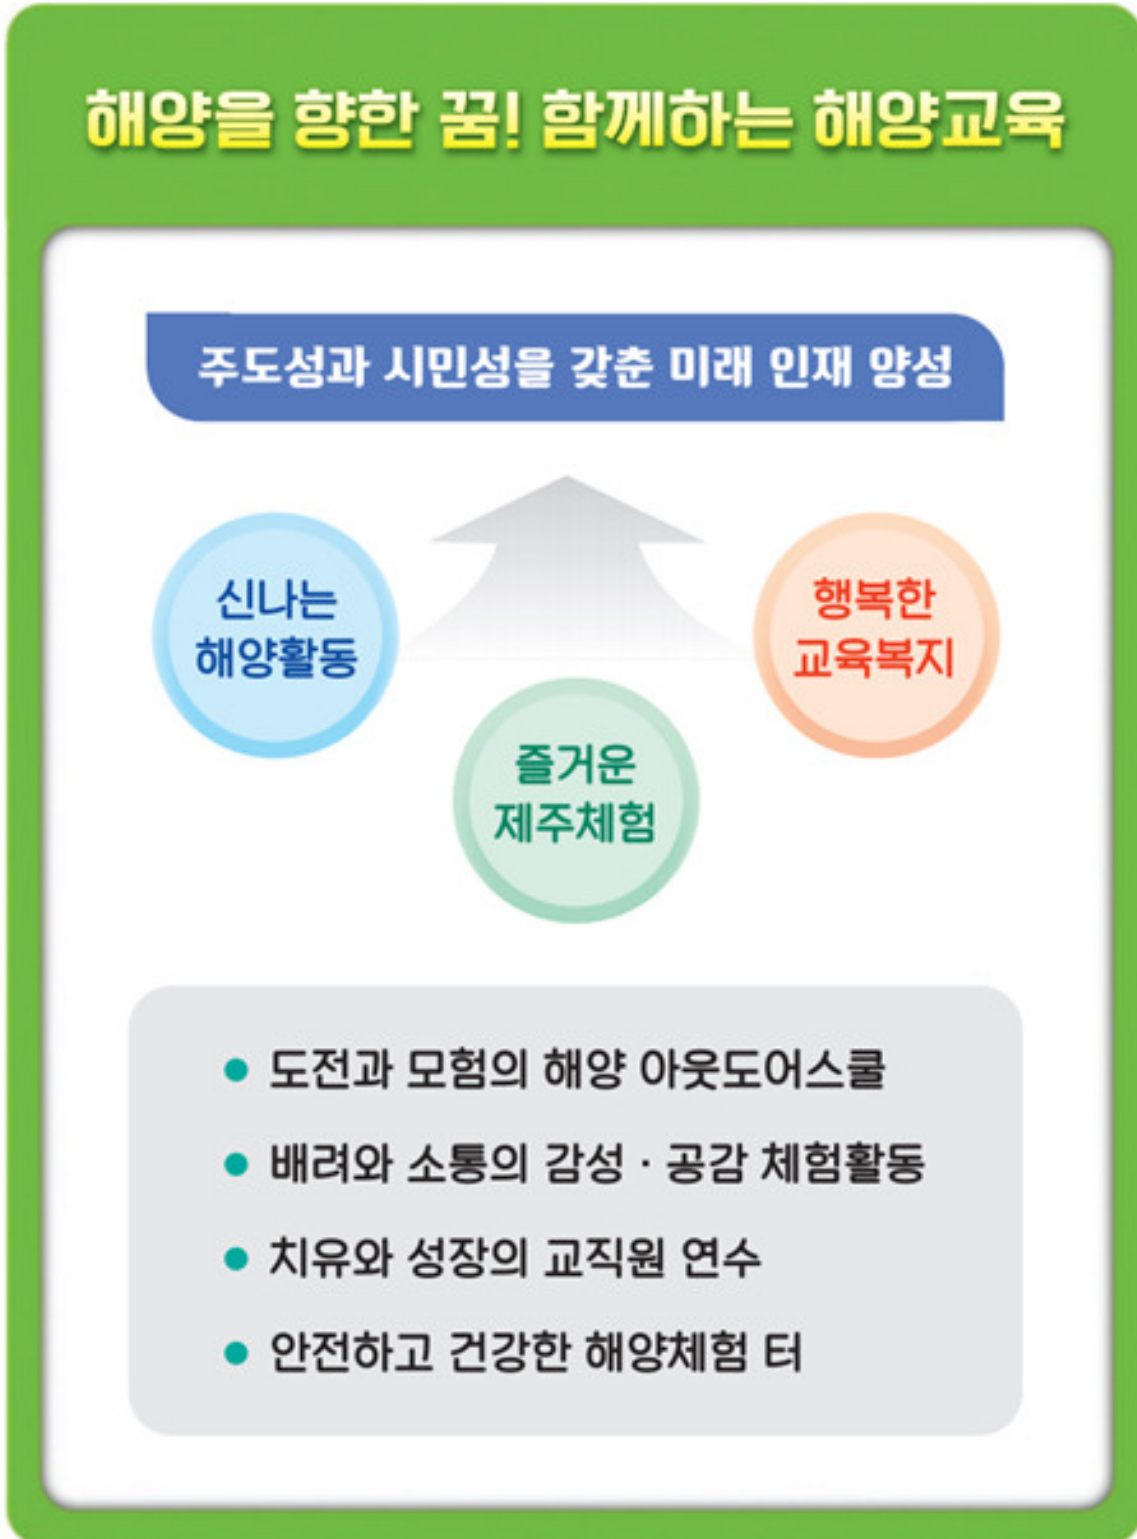 해양을 향한 꿈! 함께하는 해양교육
주도성과 시민성을 갖춘 미래 인재 양성
신나는
해양활동
행복한
교육복지
즐거운
제주체험
• 도전과 모험의 해양 아웃도어스쿨
• 배려와 소통의 감성 · 공감 체험활동
• 치유와 성장의 교직원 연수
• 안전하고 건강한 해양체험 터